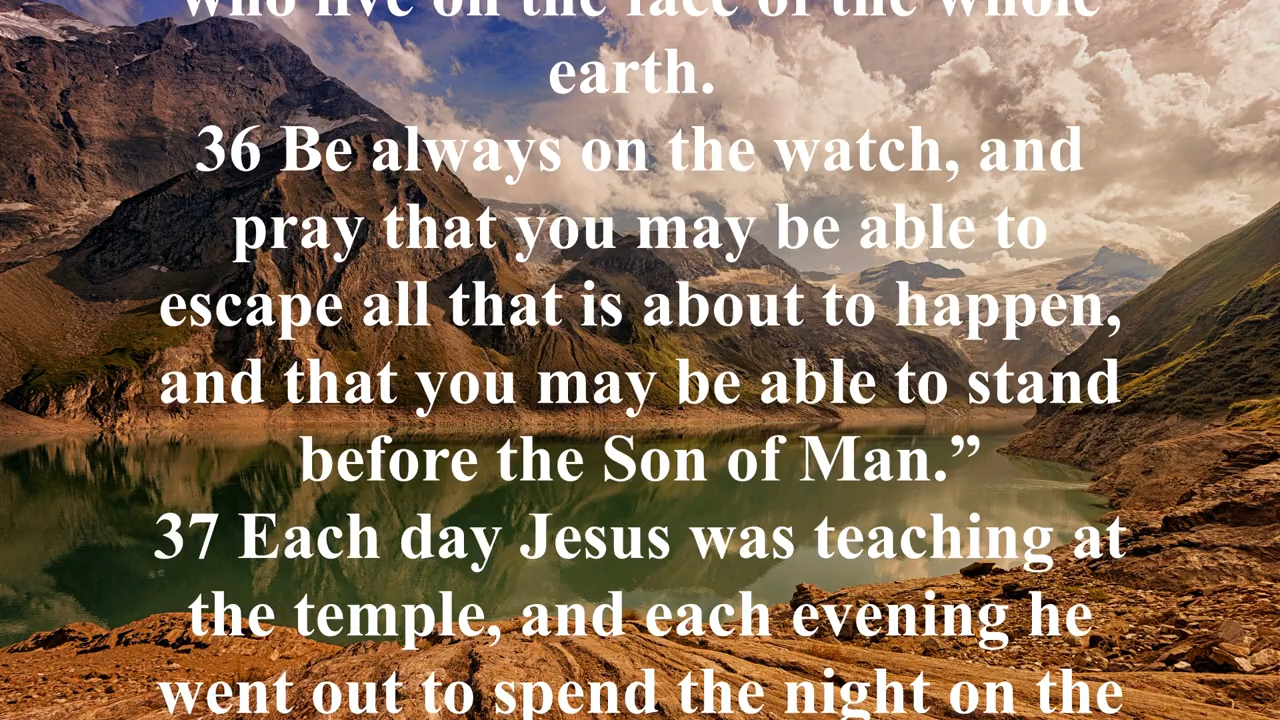 who live on the face of the whole
earth.
36 Be always on the watch, and
pray that you may be able to
escape all that is about to happen,
and that you may be able to stand
before the Son of Man.”
37 Each day Jesus was teaching at
the temple, and each evening he
went out to spend the night on the